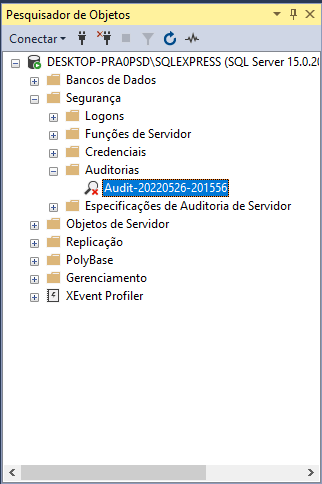 Pesquisador de Objetos
Conectar
DESKTOP-PRA0PSD\SQLEXPRESS (SQL Server 15.0.20
Bancos de Dados
Segurança
Logons
Funções de Servidor
Credenciais
Auditorias
Audit-20220526-201556
Especificações de Auditoria de Servidor
Objetos de Servidor
Replicação
PolyBase
Gerenciamento
XEvent Profiler